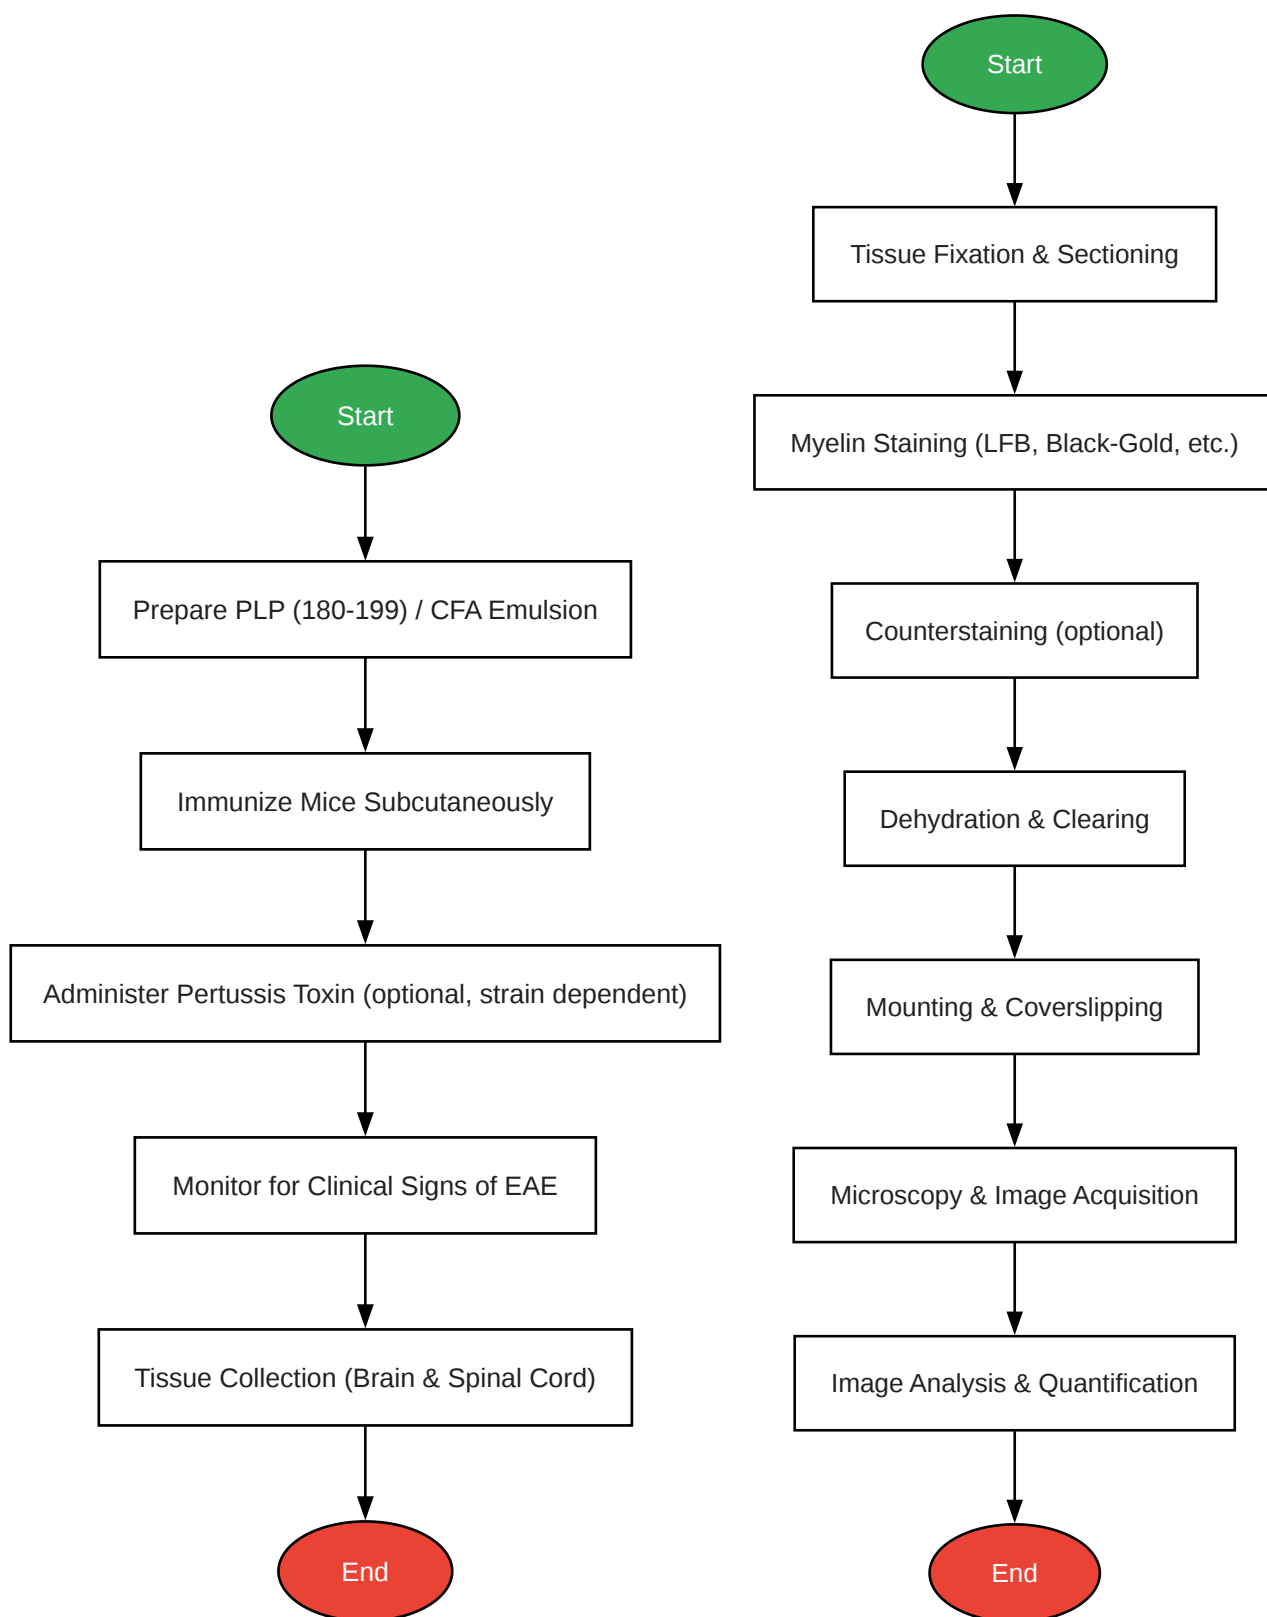 Start
Prepare PLP (180-199) / CFA Emulsion
Immunize Mice Subcutaneously
Administer Pertussis Toxin (optional, strain dependent)
Monitor for Clinical Signs of EAE
Tissue Collection (Brain & Spinal Cord)
End
Start
Tissue Fixation & Sectioning
Myelin Staining (LFB, Black-Gold, etc.)
Counterstaining (optional)
Dehydration & Clearing
Mounting & Coverslipping
Microscopy & Image Acquisition
Image Analysis & Quantification
End